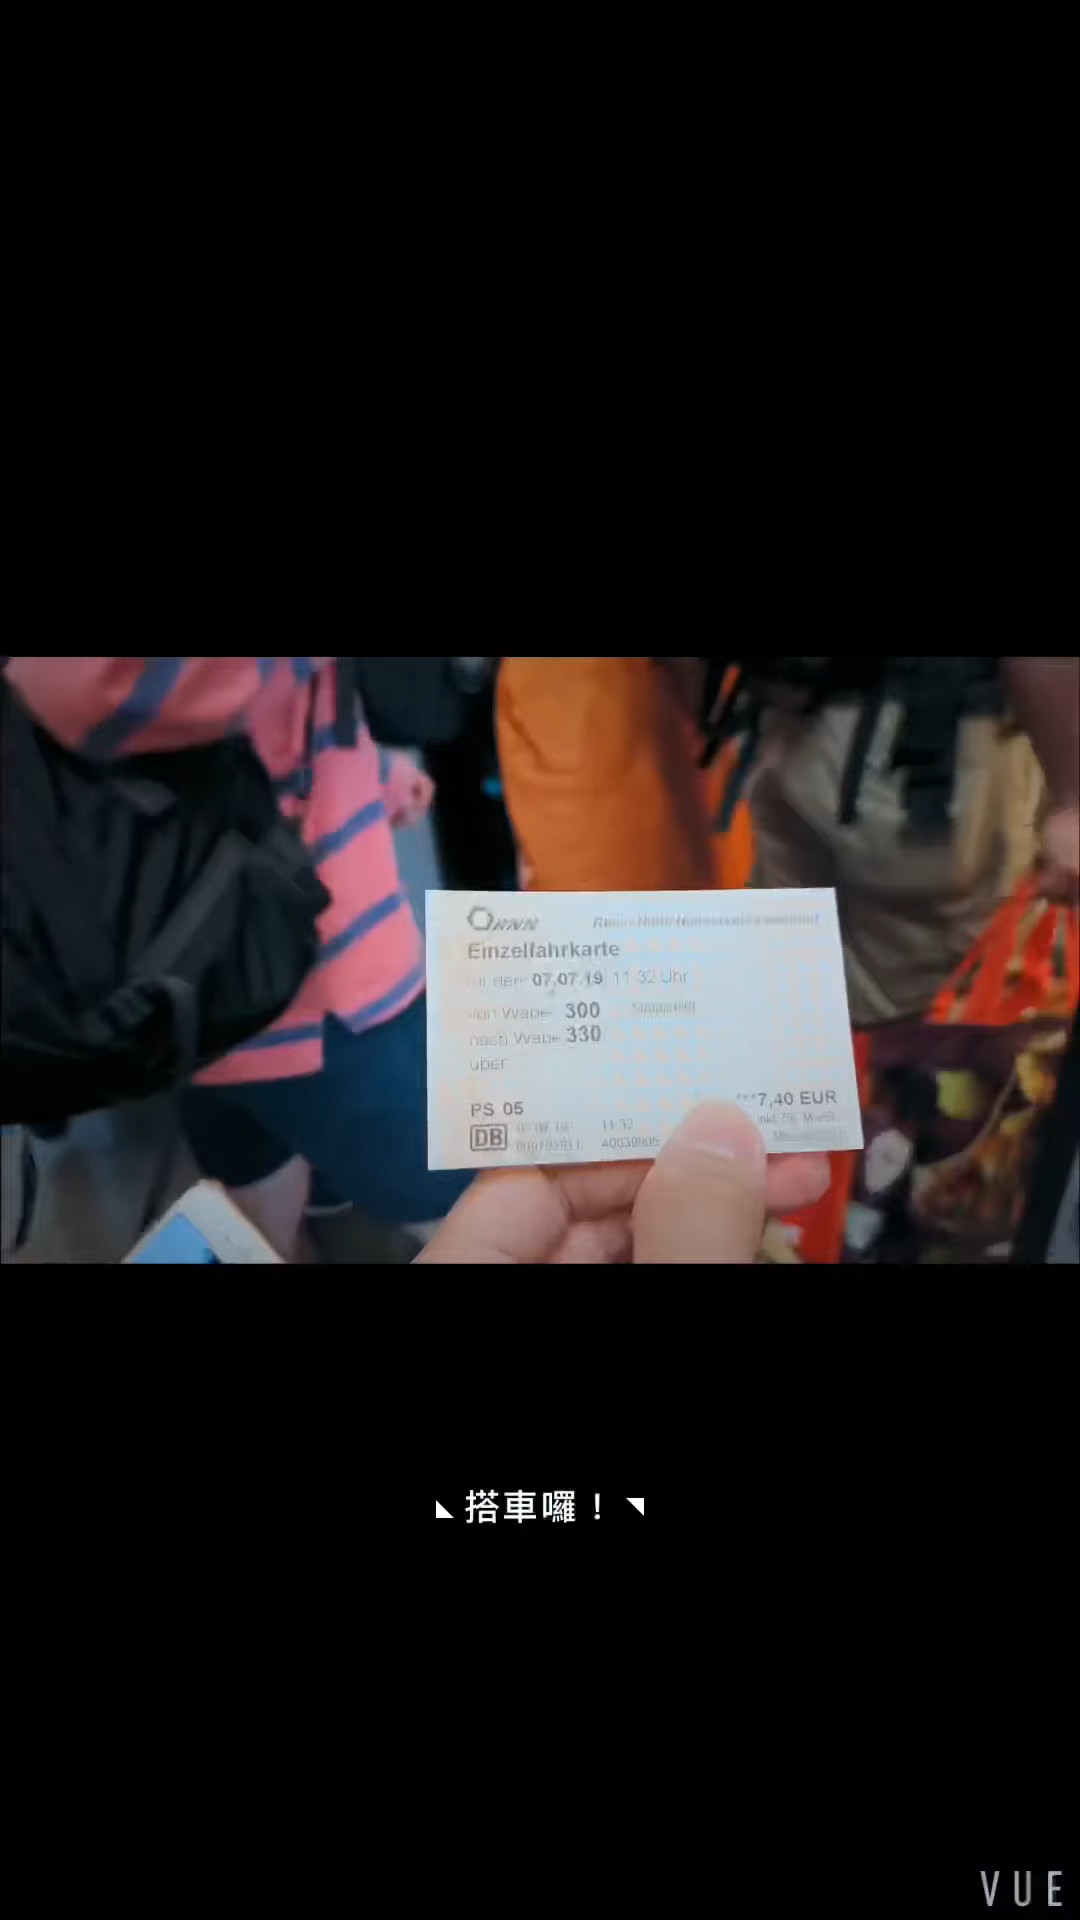 RNN
Einzelfahrkarte
07.07.19 11:32 Uhr
von Wabe 300
nach Wabe 330
über
PS 05
***7,40 EUR
DB
11:32
搭車囉！
VUE